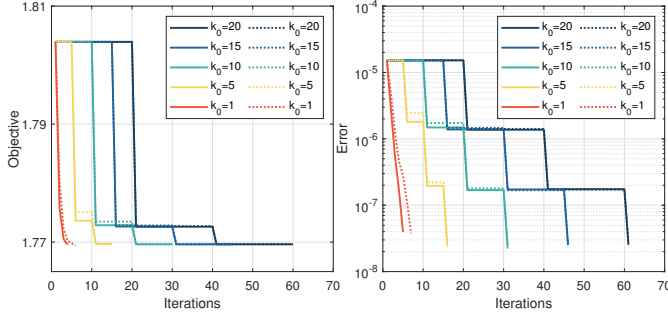 1.81
1.79
1.77
Objective
0 10 20 30 40 50 60 70
Iterations
k0=20 k0=20
k0=15 k0=15
k0=10 k0=10
k0=5 k0=5
k0=1 k0=1
10-4
10-5
10-6
10-7
10-8
Error
0 10 20 30 40 50 60 70
Iterations
k0=20 k0=20
k0=15 k0=15
k0=10 k0=10
k0=5 k0=5
k0=1 k0=1